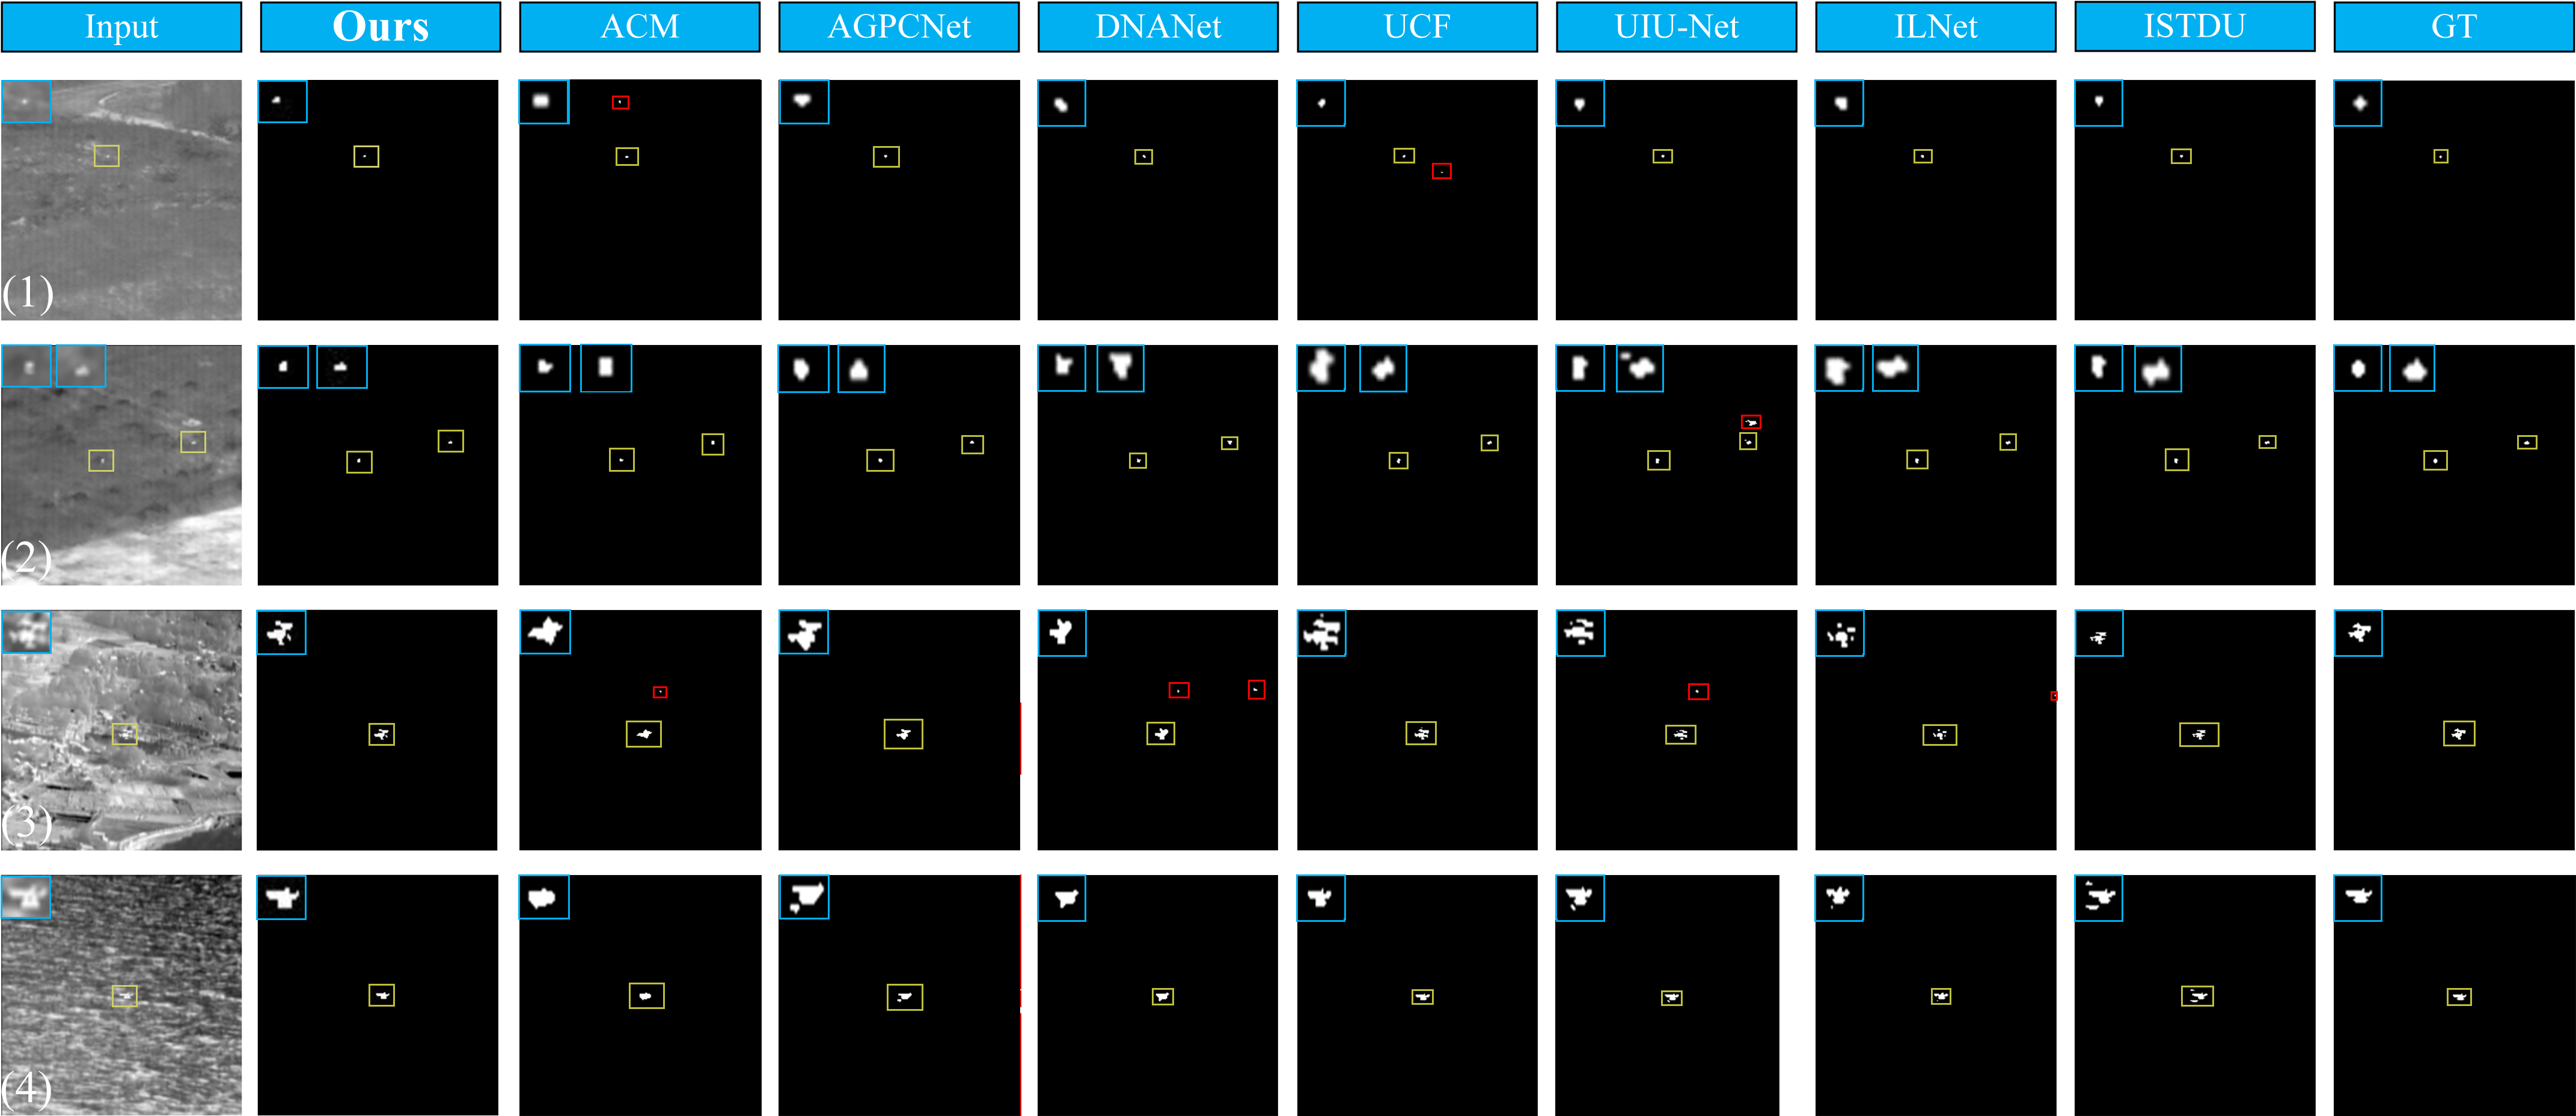 Input Ours ACM AGPCNet DNANet UCF UIU-Net ILNet ISTDU GT
(1)
(2)
(3)
(4)